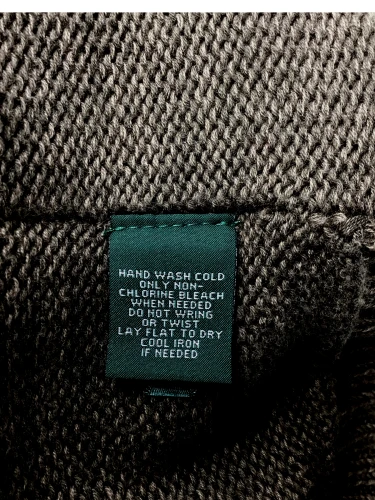 HAND WASH COLD
ONLY NON-
CHLORINE BLEACH
WHEN NEEDED
DO NOT WRING
OR TWIST
LAY FLAT TO DRY
COOL IRON
IF NEEDED